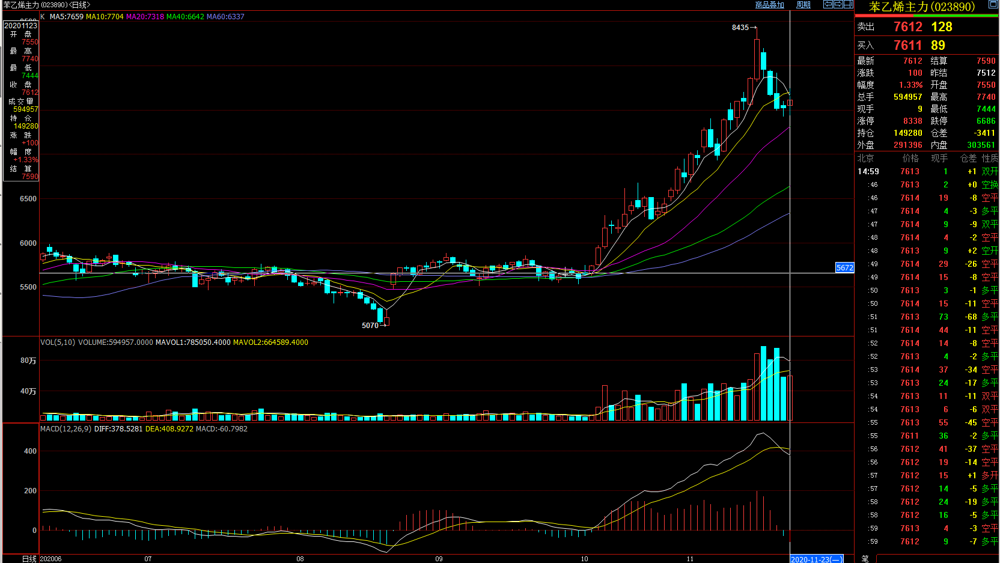 苯乙烯主力 (023890)<日线>
商品叠加 周期
K MA5:7659 MA10:7704 MA20:7318 MA40:6642 MA60:6337
20201123
开 盘
7550
最 高
7740
最 低
7444
收 盘
7612
成交量
594957
持 仓
149280
涨 跌
+100
幅 度
+1.33%
结 算
7590
8435
6500
6000
5672
5500
5070
VOL(5,10) VOLUME:594957.0000 MAVOL1:785050.4000 MAVOL2:664589.4000
80万
40万
MACD(12,26,9) DIFF:378.5281 DEA:408.9272 MACD:-60.7982
400
200
0
日线 202006 07 08 09 10 11 2020-11-23(一)
苯乙烯主力(023890)
卖出 7612 128
买入 7611 89
最新 7612 结算 7590
涨跌 100 昨结 7512
幅度 1.33% 开盘 7550
总手 594957 最高 7740
现手 9 最低 7444
涨停 8338 跌停 6686
持仓 149280 仓差 -3411
外盘 291396 内盘 303561
北京 价格 现手 仓差 性质
14:59 7613 1 +1 双开
:46 7613 2 +0 空换
:46 7614 19 -8 空平
:47 7614 4 -3 多平
:47 7614 9 -9 双平
:48 7614 4 -2 空平
:48 7613 9 +2 空开
:49 7614 29 -26 空平
:49 7614 15 -8 空平
:50 7613 3 -1 多平
:50 7614 15 -11 空平
:51 7613 73 -68 多平
:51 7614 44 -11 空平
:52 7614 14 -8 空平
:52 7613 4 -2 多平
:53 7614 37 -34 空平
:53 7613 24 -17 多平
:54 7613 11 -11 双平
:54 7613 6 -6 双平
:55 7613 55 -45 空平
:55 7611 36 -2 多平
:56 7612 41 -37 空平
:56 7612 19 -14 空平
:57 7612 15 +1 多开
:57 7612 14 -5 多平
:58 7612 24 -19 多平
:58 7612 16 -5 多平
:59 7613 4 -3 空平
:59 7612 9 -7 多平
笔